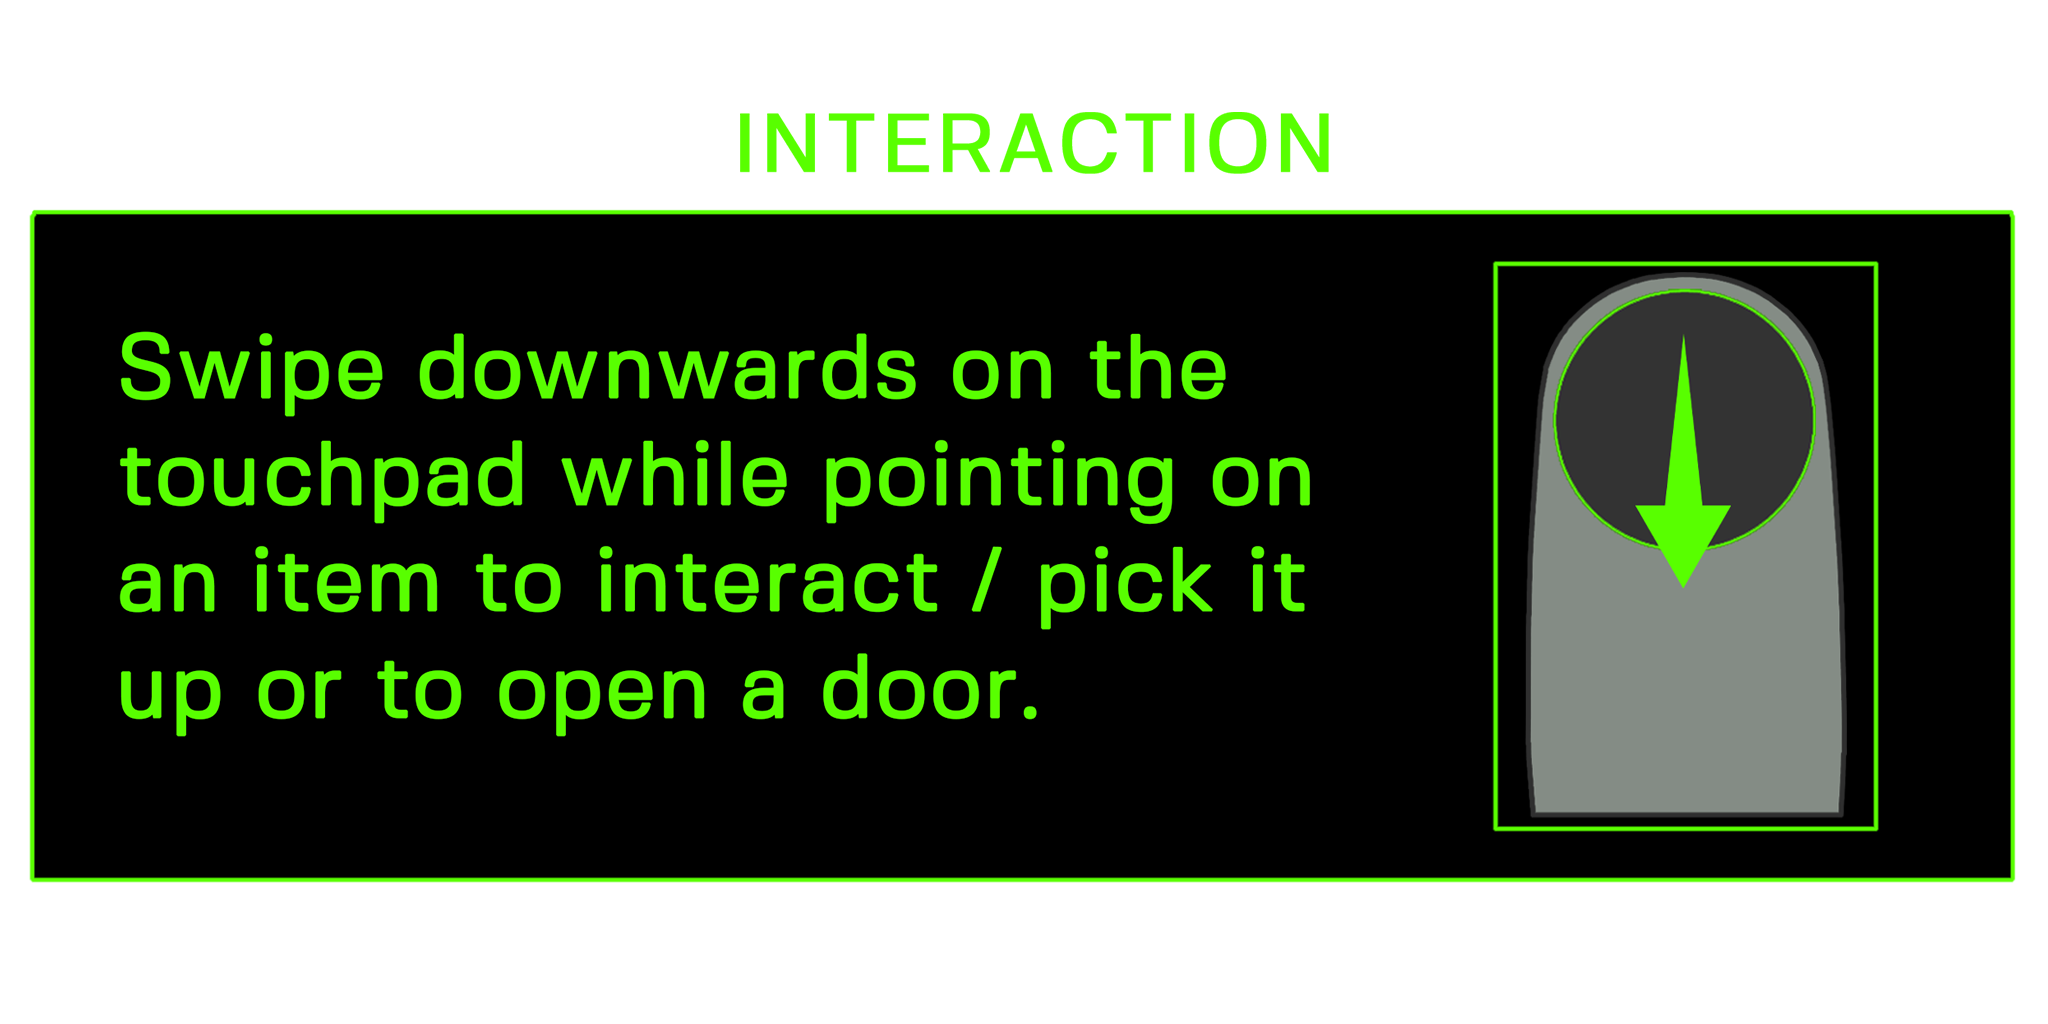 INTERACTION
Swipe downwards on the
touchpad while pointing on
an item to interact / pick it
up or to open a door.